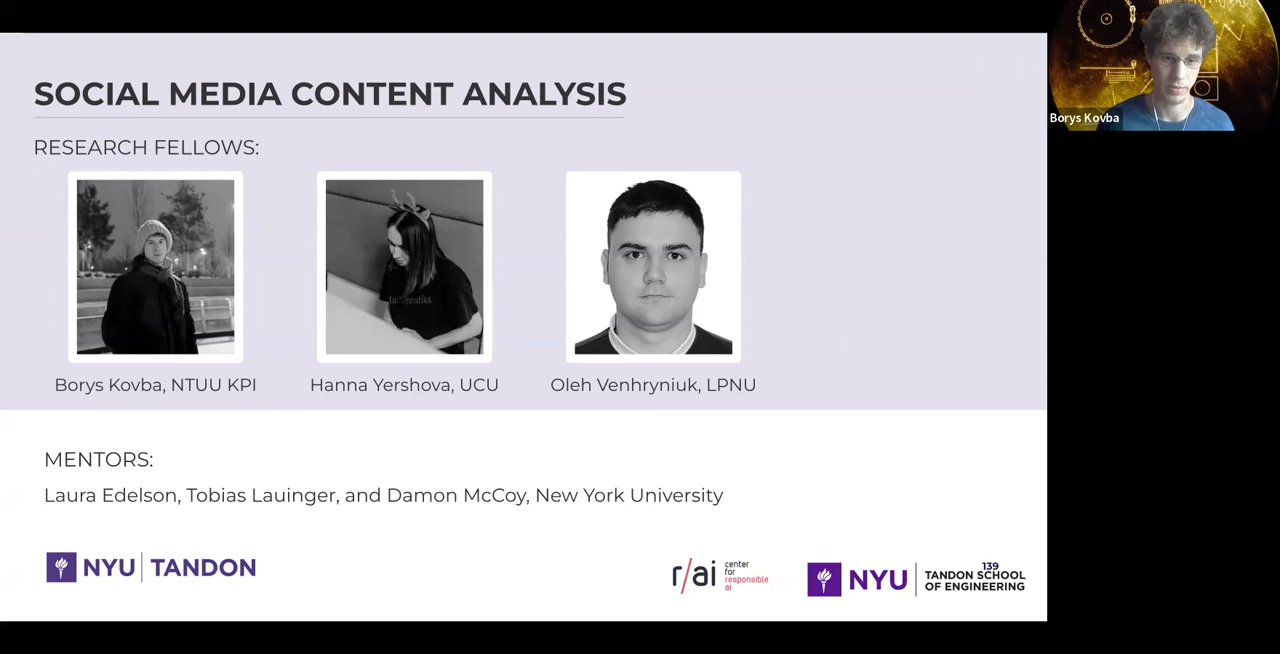 SOCIAL MEDIA CONTENT ANALYSIS
RESEARCH FELLOWS:
Borys Kovba, NTUU KPI
Hanna Yershova, UCU
Oleh Venhryniuk, LPNU
MENTORS:
Laura Edelson, Tobias Lauinger, and Damon McCoy, New York University
NYU TANDON
r/ai
center
for
responsible
ai
NYU
139
TANDON SCHOOL
OF ENGINEERING
Borys Kovba